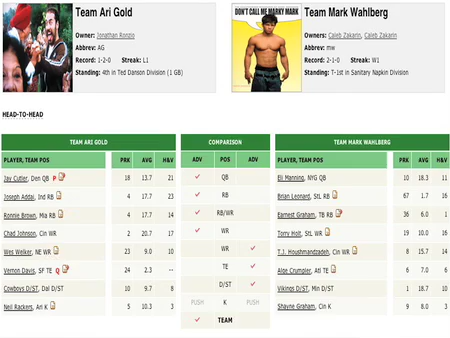 Team Ari Gold
Owner: Jonathan Ronzio
Abbrev: AG
Record: 1-2-0 Streak: L1
Standing: 4th in Ted Danson Division (1 GB)
DON'T CALL ME MARKY MARK
Team Mark Wahlberg
Owners: Caleb Zakarin, Caleb Zakarin
Abbrev: mw
Record: 2-1-0 Streak: W1
Standing: T-1st in Sanitary Napkin Division
HEAD-TO-HEAD
TEAM ARI GOLD COMPARISON TEAM MARK WAHLBERG
PLAYER, TEAM POS PRK AVG H&V ADV POS ADV PLAYER, TEAM POS PRK AVG H&V
Jay Cutler, Den QB P 18 13.7 21 QB Eli Manning, NYG QB 10 18.3 11
Joseph Addai, Ind RB 4 17.7 23 RB Brian Leonard, StL RB 67 1.7 16
Ronnie Brown, Mia RB 4 17.7 14 RB/WR Earnest Graham, TB RB 36 6.0 1
Chad Johnson, Cin WR 2 20.7 17 WR Torry Holt, StL WR 19 10.0 16
Wes Welker, NE WR 23 9.0 10 WR T.J. Houshmandzadeh, Cin WR 8 15.7 14
Vernon Davis, SF TE Q 24 2.3 -- TE Alge Crumpler, Atl TE 6 7.0 6
Cowboys D/ST, Dal D/ST 10 9.7 8 D/ST Vikings D/ST, Min D/ST 1 18.7 10
Neil Rackers, Ari K 5 10.3 3 PUSH K PUSH Shayne Graham, Cin K 9 8.0 3
TEAM